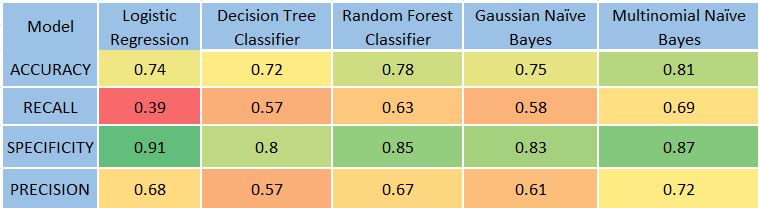 Model Logistic Regression Decision Tree Classifier Random Forest Classifier Gaussian Naïve Bayes Multinomial Naïve Bayes
ACCURACY 0.74 0.72 0.78 0.75 0.81
RECALL 0.39 0.57 0.63 0.58 0.69
SPECIFICITY 0.91 0.8 0.85 0.83 0.87
PRECISION 0.68 0.57 0.67 0.61 0.72